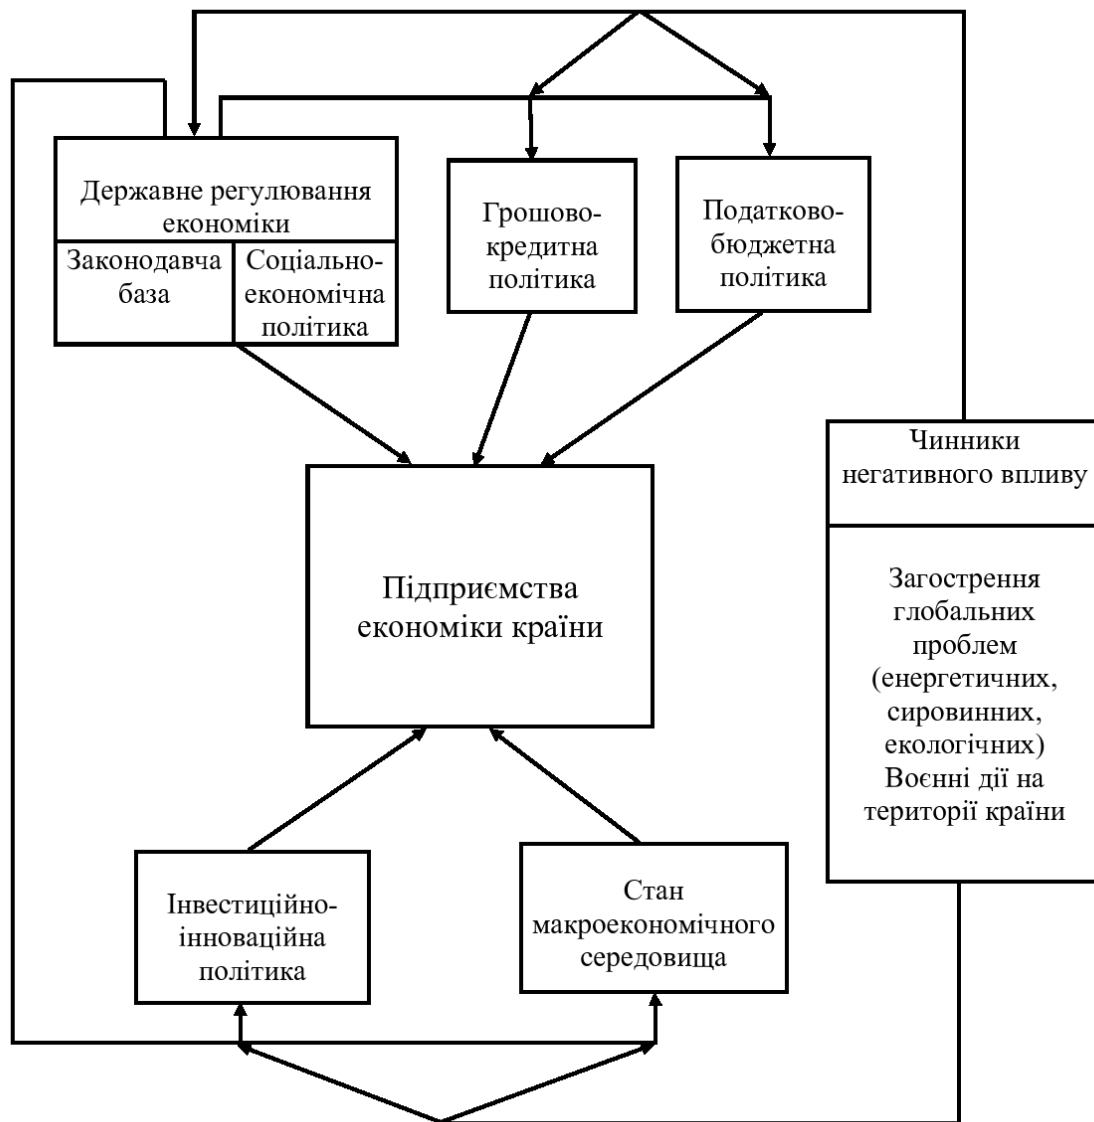 Державне регулювання
економіки
Законодавча
база
Соціально-
економічна
політика
Грошово-
кредитна
політика
Податково-
бюджетна
політика
Чинники
негативного впливу
Загострення
глобальних
проблем
(енергетичних,
сировинних,
екологічних)
Воєнні дії на
території країни
Підприємства
економіки країни
Інвестиційно-
інноваційна
політика
Стан
макроекономічного
середовища